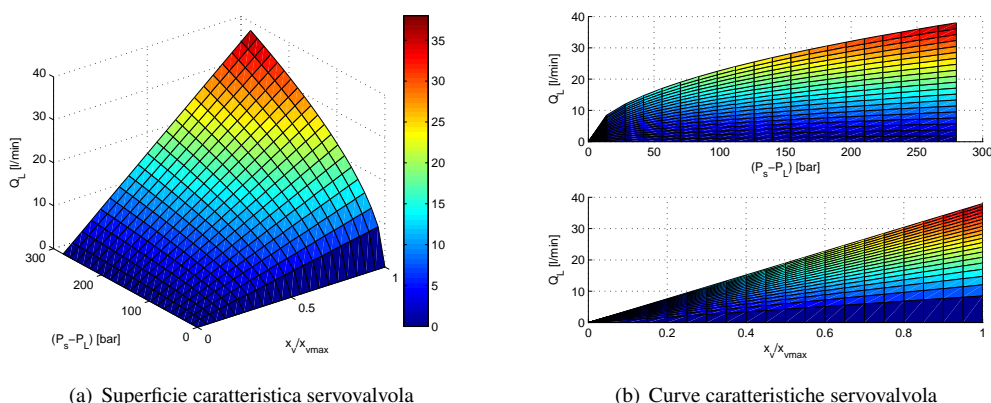 40
30
20
10
0
Q_L [l/min]
300
200
100
0
(P_s−P_L) [bar]
0
0.5
1
x_v/x_vmax
35
30
25
20
15
10
5
0
(a) Superficie caratteristica servovalvola
40
30
20
10
0
Q_L [l/min]
0 50 100 150 200 250 300
(P_s−P_L) [bar]
40
30
20
10
0
Q_L [l/min]
0 0.2 0.4 0.6 0.8 1
x_v/x_vmax
(b) Curve caratteristiche servovalvola